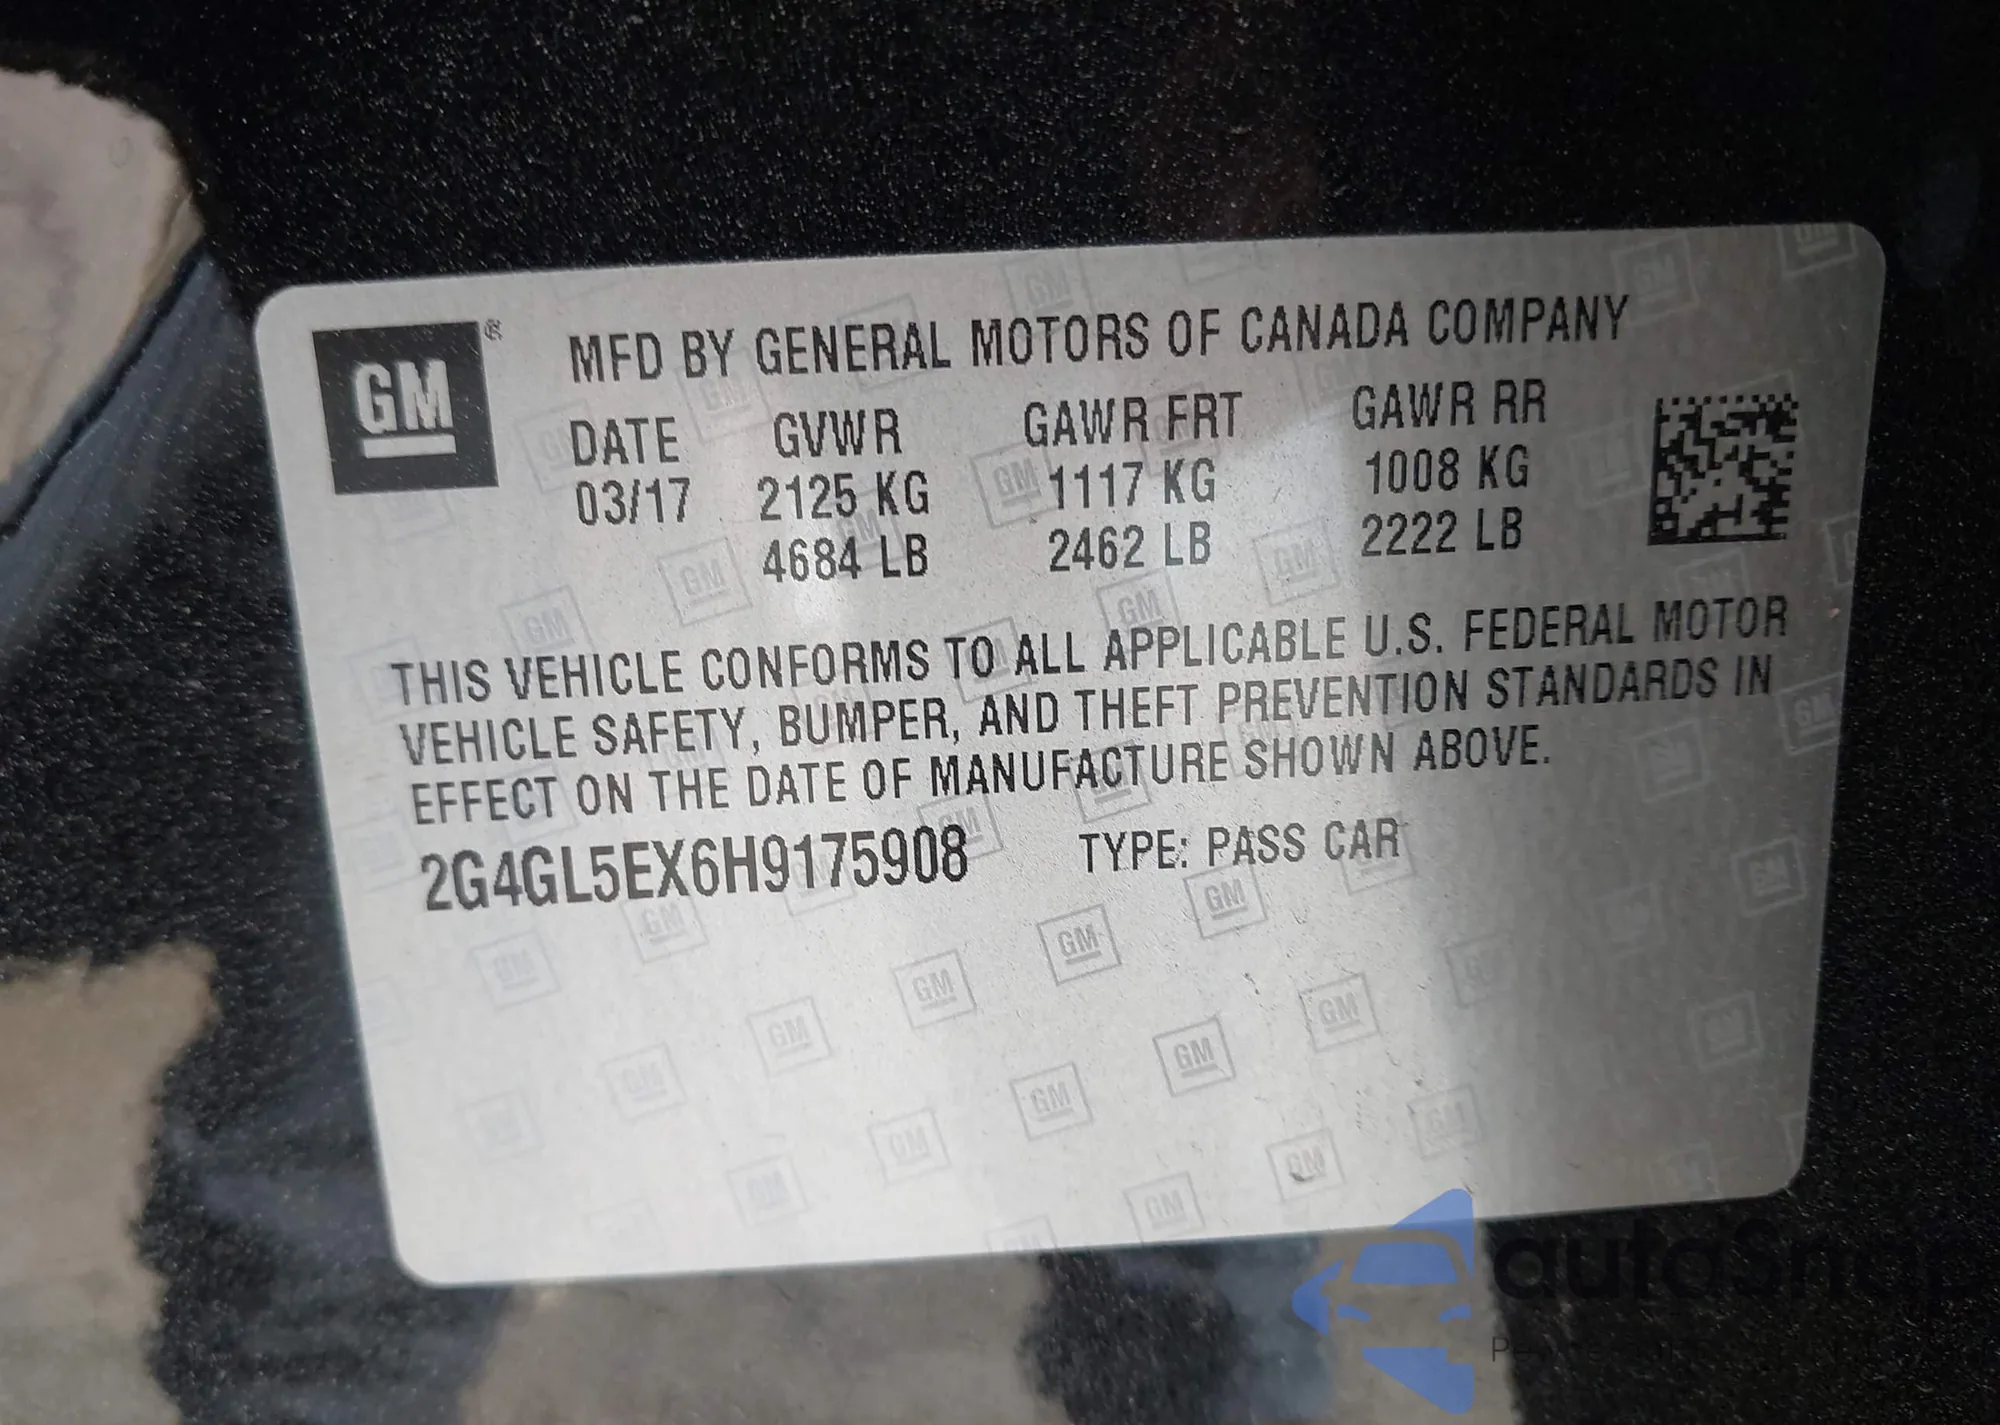 GM®
MFD BY GENERAL MOTORS OF CANADA COMPANY
DATE GVWR GAWR FRT GAWR RR
03/17 2125 KG 1117 KG 1008 KG
4684 LB 2462 LB 2222 LB
THIS VEHICLE CONFORMS TO ALL APPLICABLE U.S. FEDERAL MOTOR
VEHICLE SAFETY, BUMPER, AND THEFT PREVENTION STANDARDS IN
EFFECT ON THE DATE OF MANUFACTURE SHOWN ABOVE.
2G4GL5EX6H9175908 TYPE: PASS CAR
autoSnap